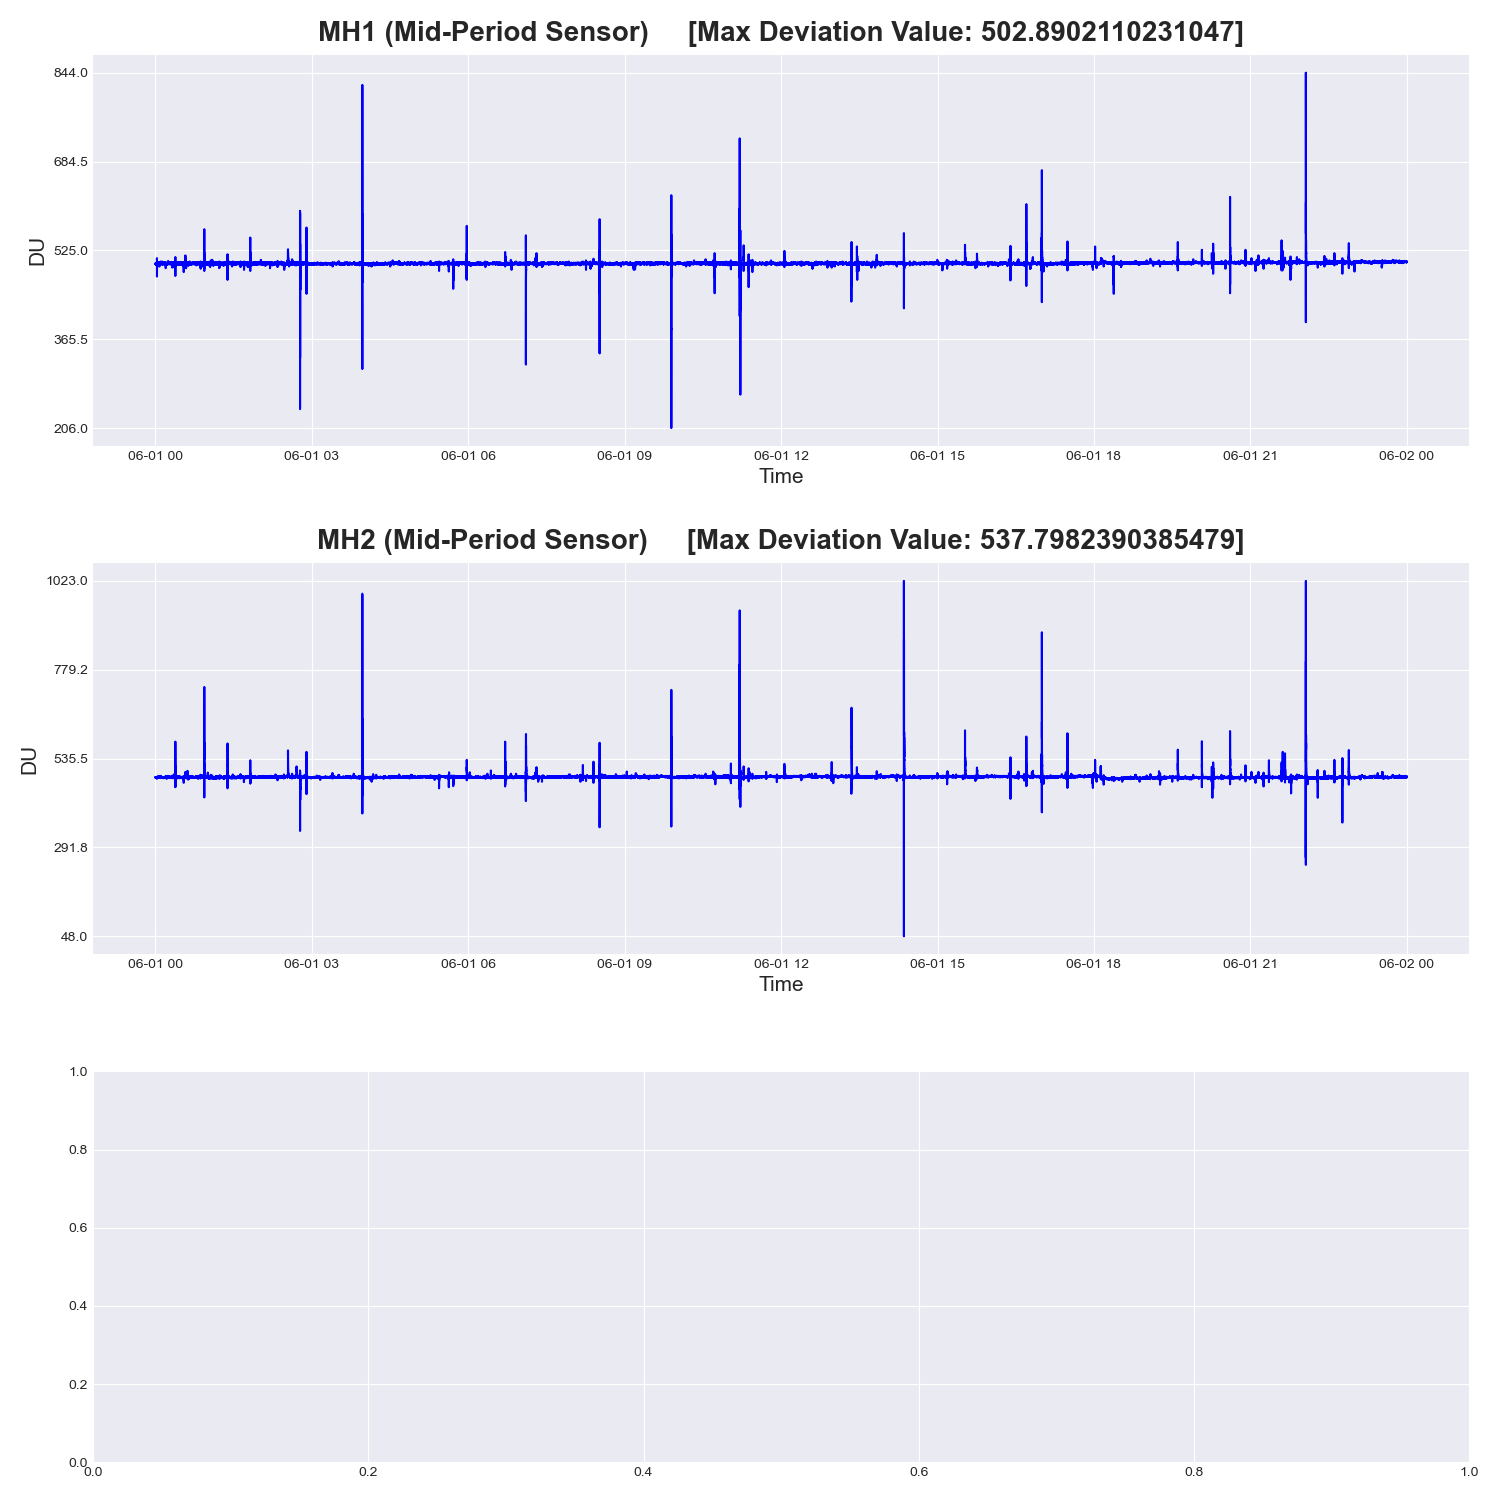 MH1 (Mid-Period Sensor)     [Max Deviation Value: 502.8902110231047]
844.0
684.5
525.0
365.5
206.0
DU
06-01 00 06-01 03 06-01 06 06-01 09 06-01 12 06-01 15 06-01 18 06-01 21 06-02 00
Time
MH2 (Mid-Period Sensor)     [Max Deviation Value: 537.7982390385479]
1023.0
779.2
535.5
291.8
48.0
DU
06-01 00 06-01 03 06-01 06 06-01 09 06-01 12 06-01 15 06-01 18 06-01 21 06-02 00
Time
1.0
0.8
0.6
0.4
0.2
0.0
0.0 0.2 0.4 0.6 0.8 1.0